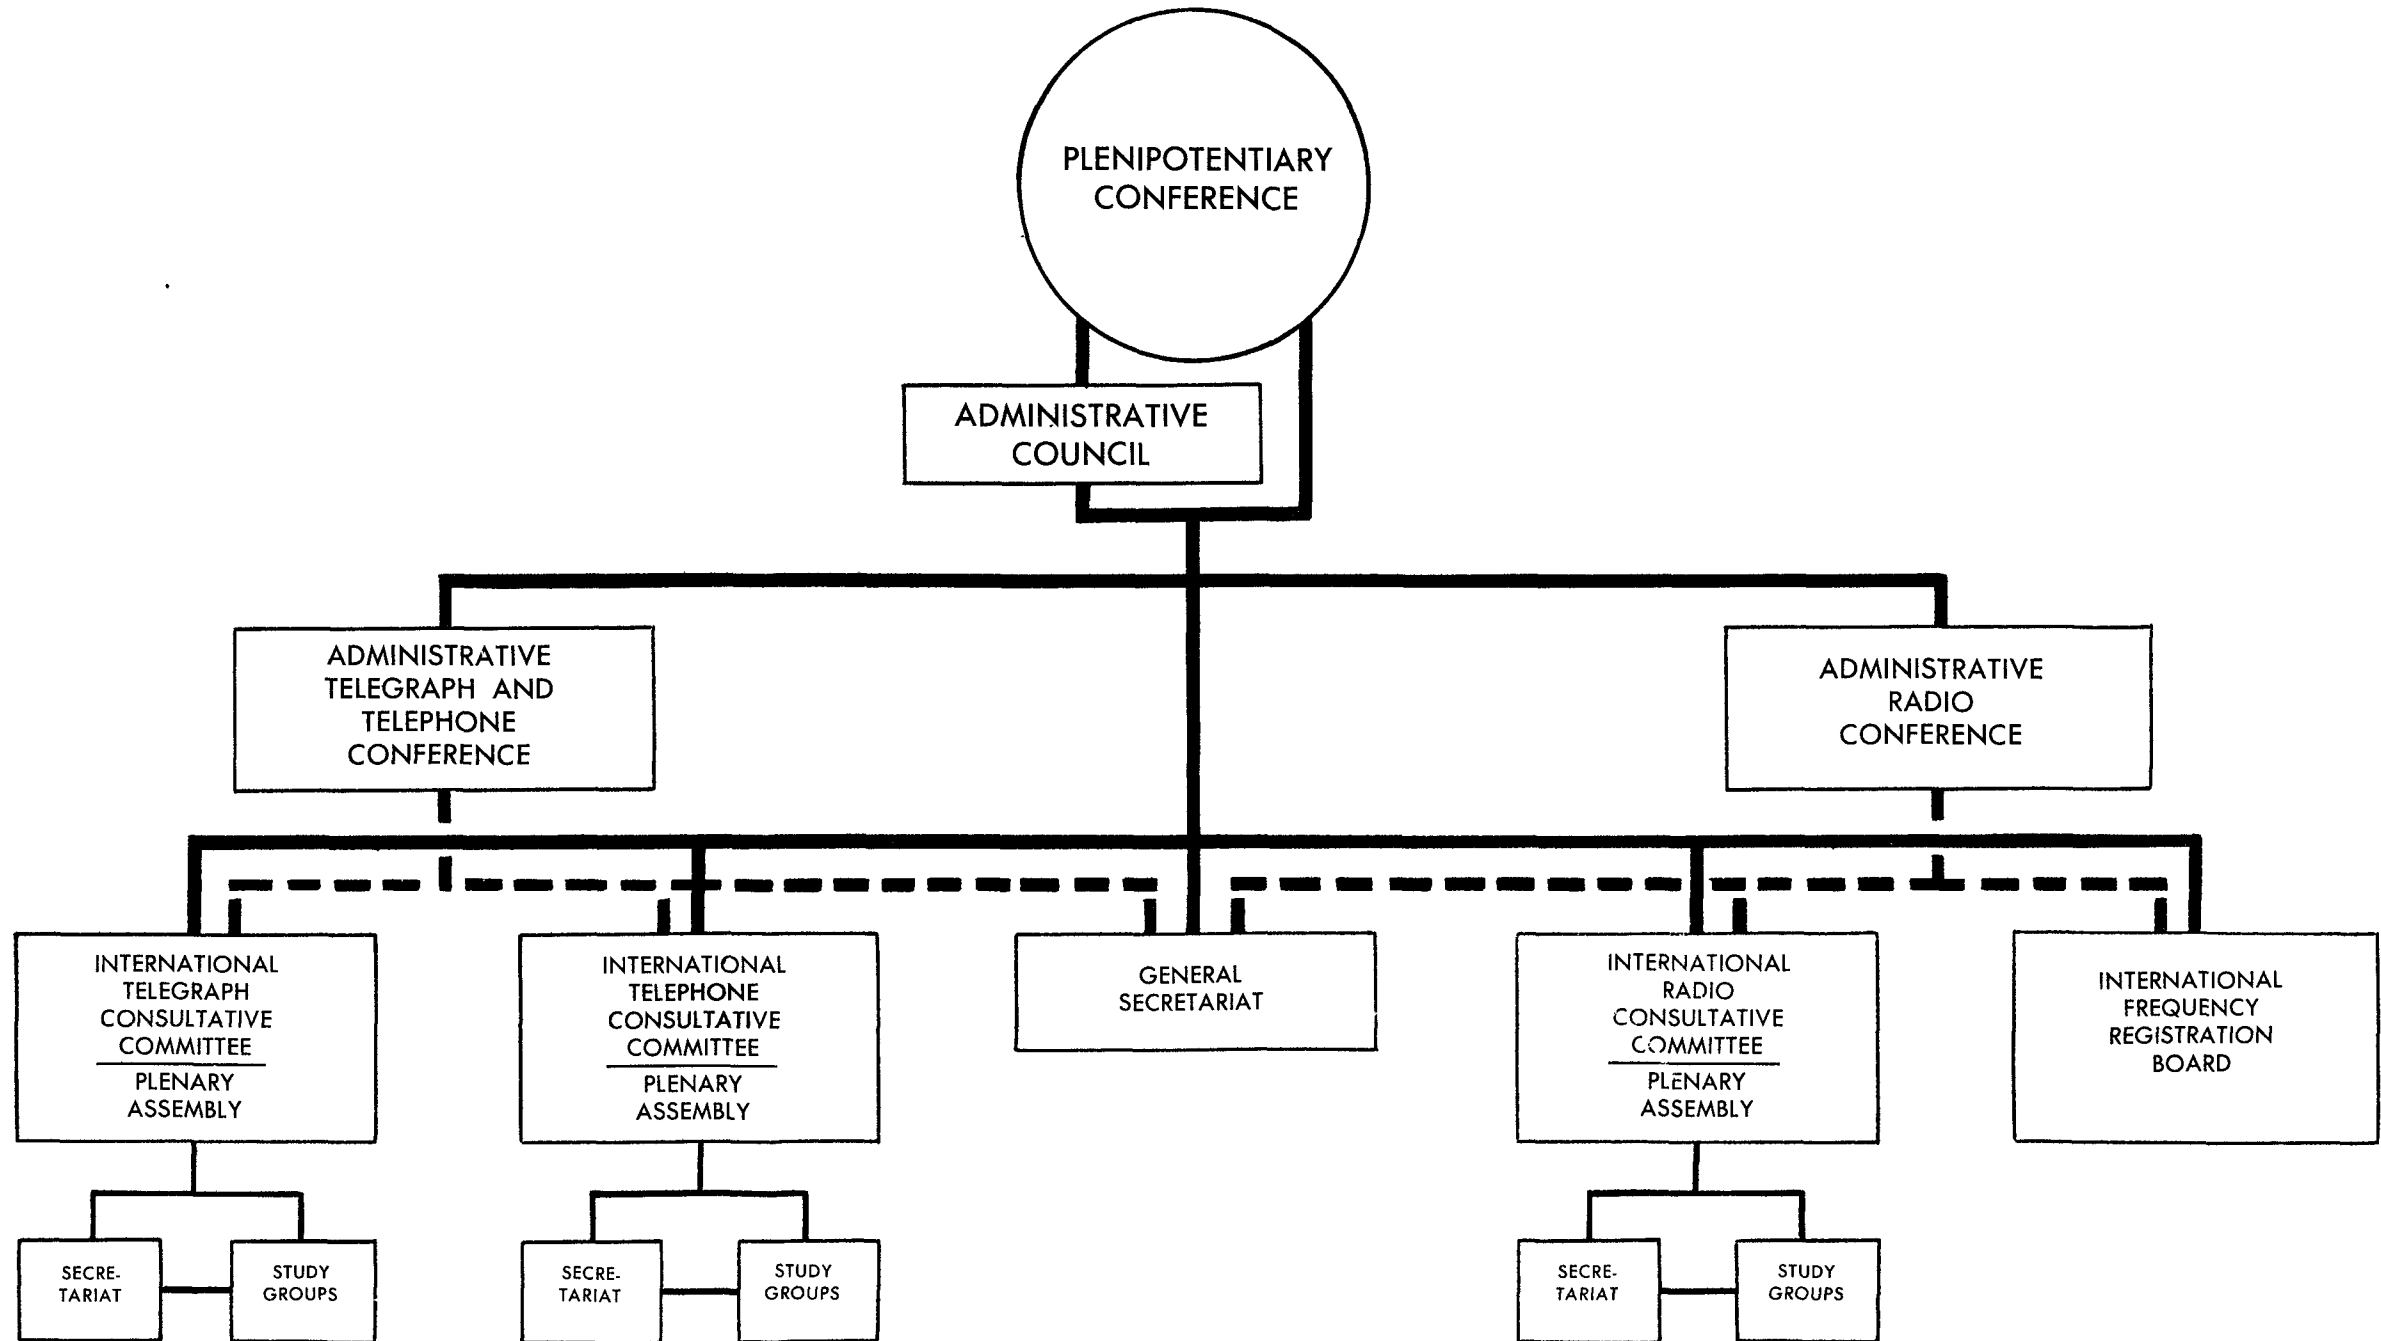 PLENIPOTENTIARY
CONFERENCE
ADMINISTRATIVE
COUNCIL
ADMINISTRATIVE
TELEGRAPH AND
TELEPHONE
CONFERENCE
ADMINISTRATIVE
RADIO
CONFERENCE
INTERNATIONAL
TELEGRAPH
CONSULTATIVE
COMMITTEE
PLENARY
ASSEMBLY
INTERNATIONAL
TELEPHONE
CONSULTATIVE
COMMITTEE
PLENARY
ASSEMBLY
GENERAL
SECRETARIAT
INTERNATIONAL
RADIO
CONSULTATIVE
COMMITTEE
PLENARY
ASSEMBLY
INTERNATIONAL
FREQUENCY
REGISTRATION
BOARD
SECRE-
TARIAT
STUDY
GROUPS
SECRE-
TARIAT
STUDY
GROUPS
SECRE-
TARIAT
STUDY
GROUPS